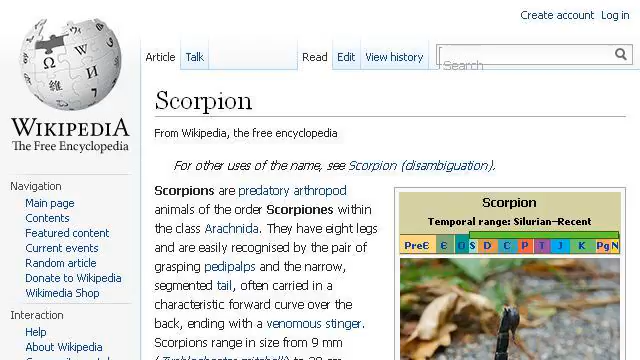 Create account Log in
Article Talk Read Edit View history Search
Ω W И 維
WIKIPEDIA
The Free Encyclopedia
Navigation
Main page
Contents
Featured content
Current events
Random article
Donate to Wikipedia
Wikimedia Shop
Interaction
Help
About Wikipedia
Scorpion
From Wikipedia, the free encyclopedia
For other uses of the name, see Scorpion (disambiguation).
Scorpions are predatory arthropod
animals of the order Scorpiones within
the class Arachnida. They have eight legs
and are easily recognised by the pair of
grasping pedipalps and the narrow,
segmented tail, often carried in a
characteristic forward curve over the
back, ending with a venomous stinger.
Scorpions range in size from 9 mm
Scorpion
Temporal range: Silurian–Recent
PreЄ Є O S D C P T J K Pg N